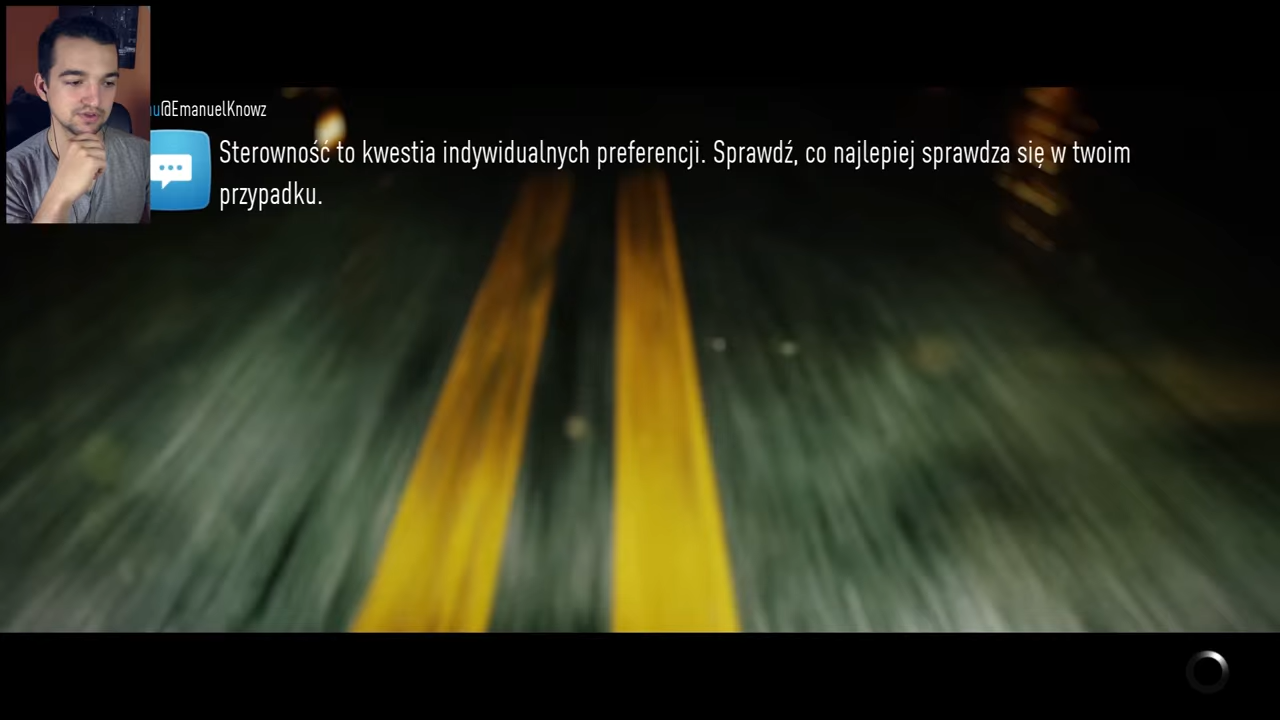 u@EmanuelKnowz
Sterowność to kwestia indywidualnych preferencji. Sprawdź, co najlepiej sprawdza się w twoim
przypadku.